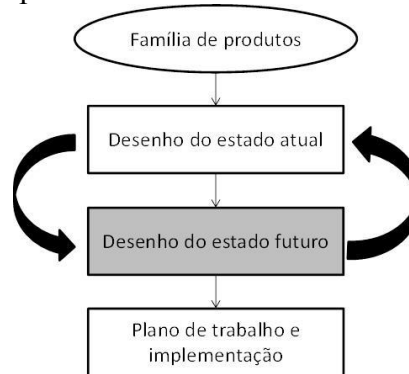 Família de produtos
Desenho do estado atual
Desenho do estado futuro
Plano de trabalho e
implementação